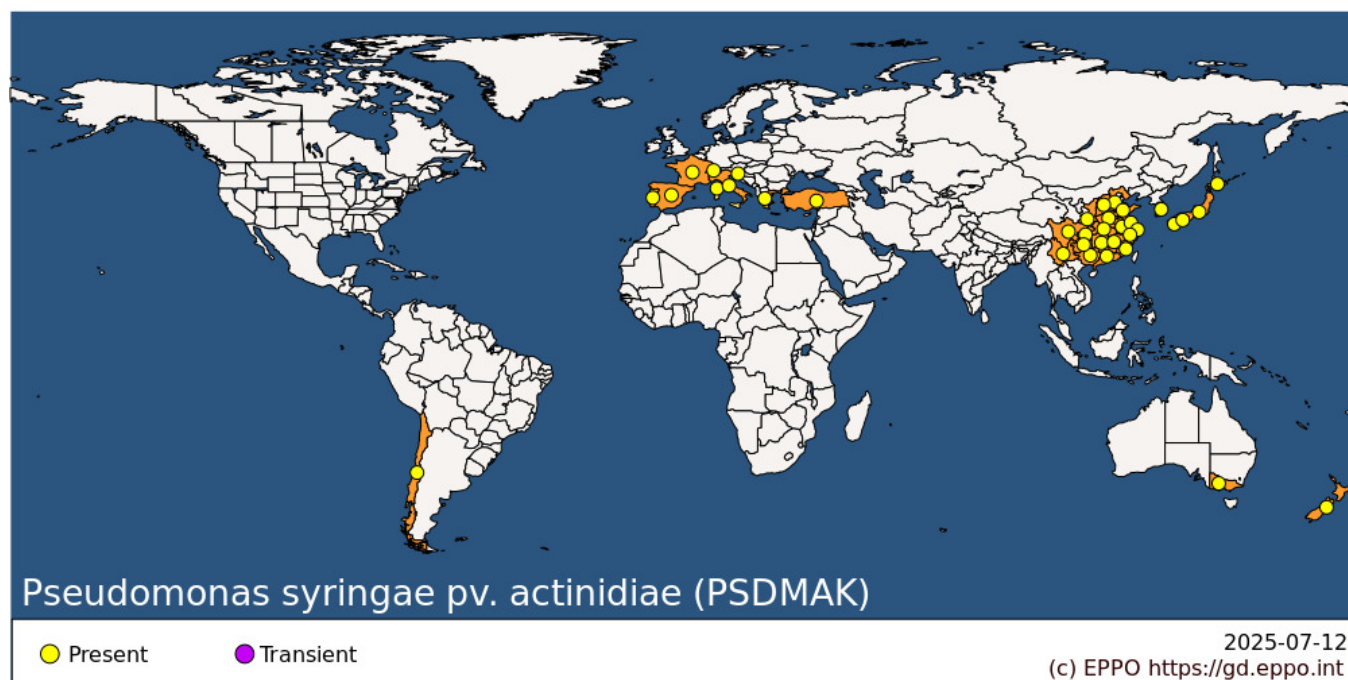 Pseudomonas syringae pv. actinidiae (PSDMAK)
Present
Transient
2025-07-12
(c) EPPO https://gd.eppo.int